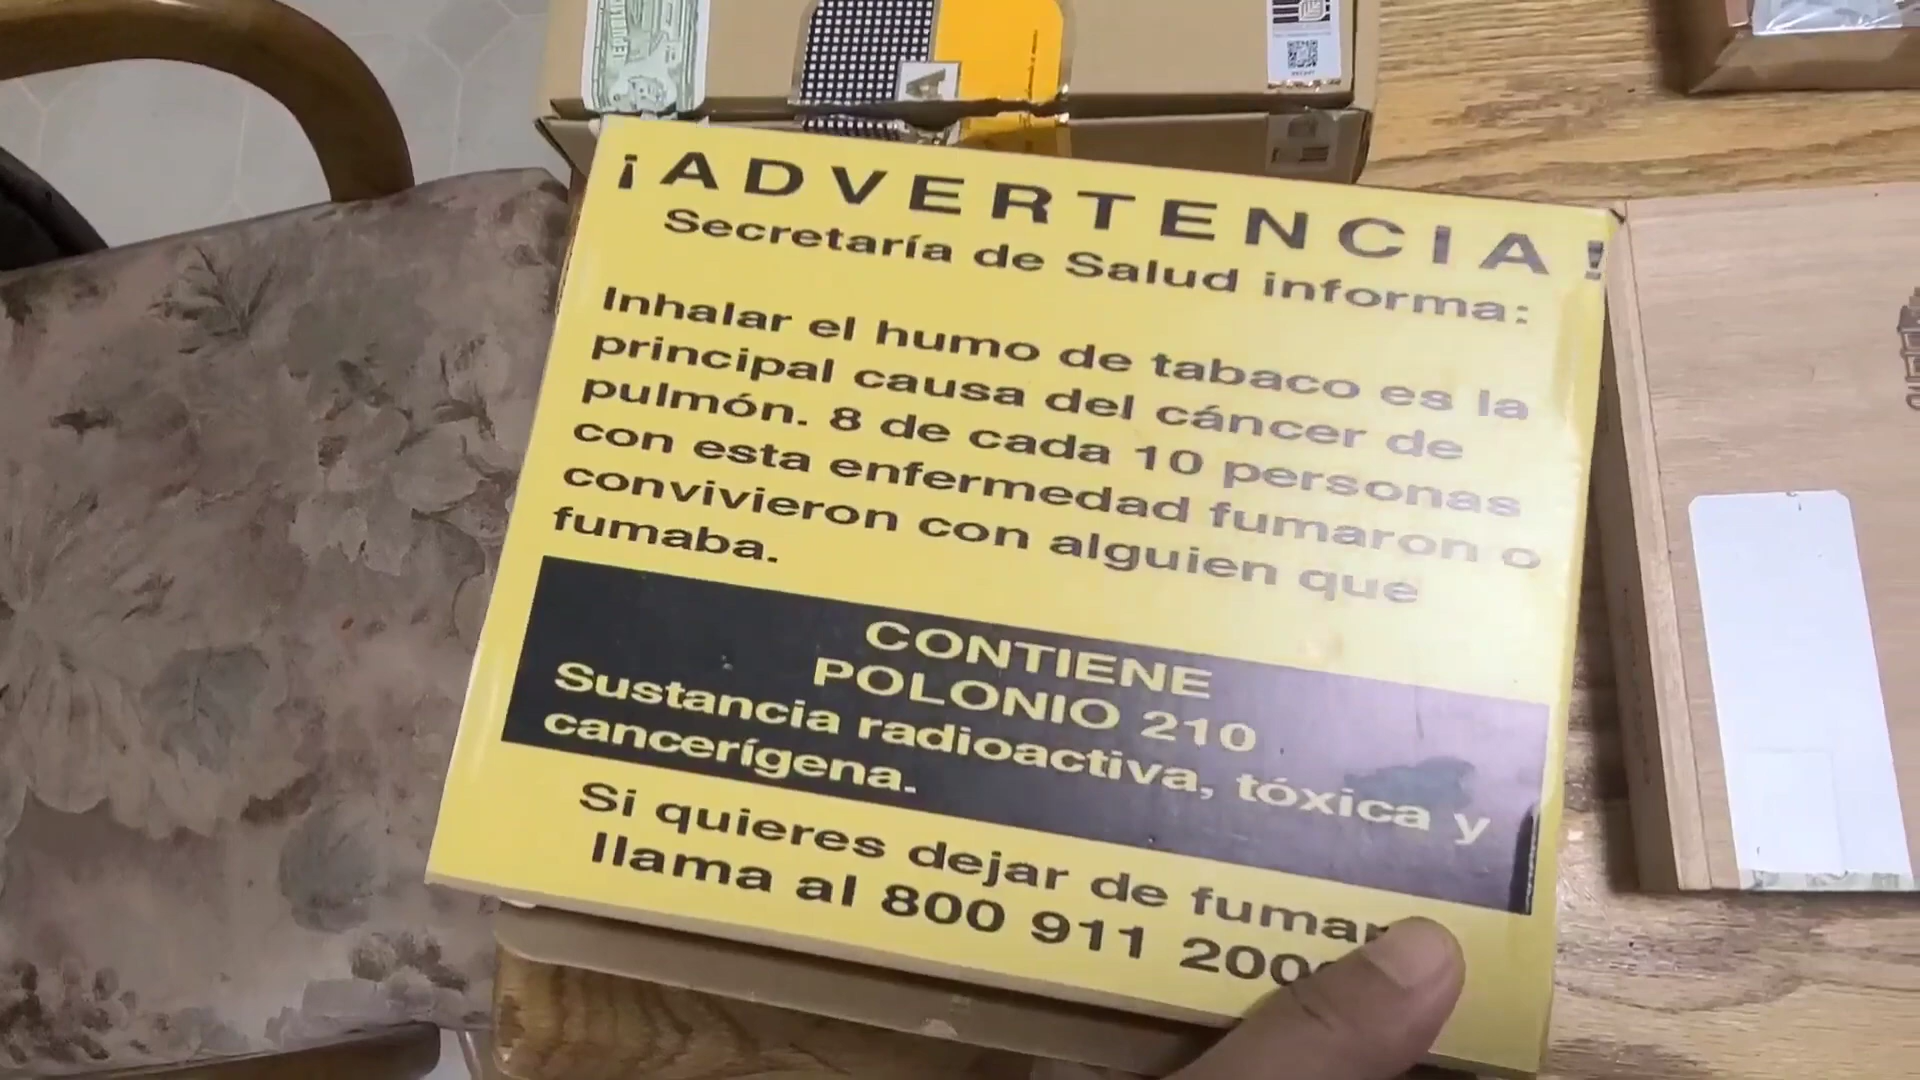 ¡ADVERTENCIA!
Secretaría de Salud informa:
Inhalar el humo de tabaco es la
principal causa del cáncer de
pulmón. 8 de cada 10 personas
con esta enfermedad fumaron o
convivieron con alguien que
fumaba.
CONTIENE
POLONIO 210
Sustancia radioactiva, tóxica y
cancerígena.
Si quieres dejar de fumar
llama al 800 911 200